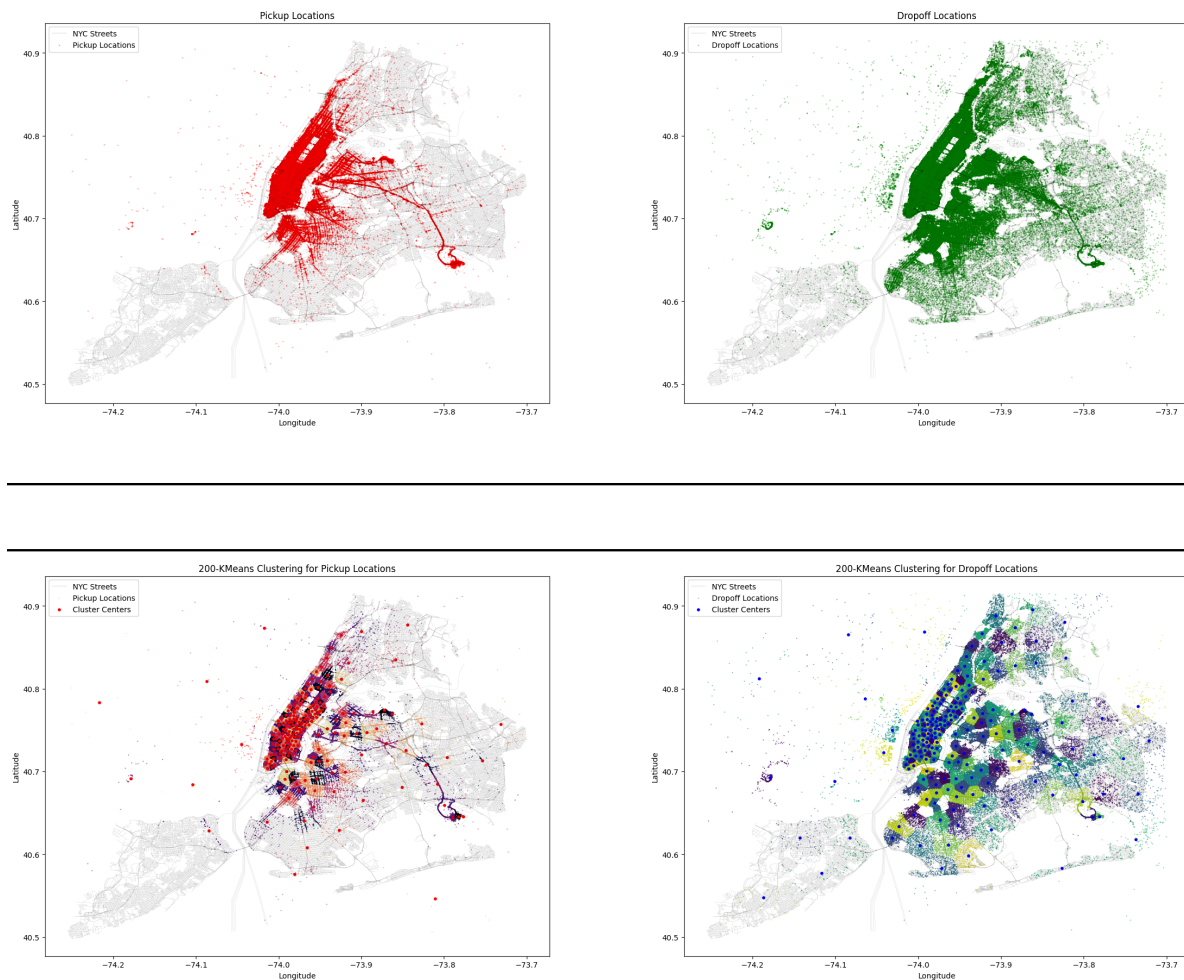 Pickup Locations
NYC Streets
Pickup Locations
40.9
40.8
40.7
40.6
40.5
Latitude
−74.2
−74.1
−74.0
−73.9
−73.8
−73.7
Longitude
Dropoff Locations
NYC Streets
Dropoff Locations
40.9
40.8
40.7
40.6
40.5
Latitude
−74.2
−74.1
−74.0
−73.9
−73.8
−73.7
Longitude
200-KMeans Clustering for Pickup Locations
NYC Streets
Pickup Locations
Cluster Centers
40.9
40.8
40.7
40.6
40.5
Latitude
−74.2
−74.1
−74.0
−73.9
−73.8
−73.7
Longitude
200-KMeans Clustering for Dropoff Locations
NYC Streets
Dropoff Locations
Cluster Centers
40.9
40.8
40.7
40.6
40.5
Latitude
−74.2
−74.1
−74.0
−73.9
−73.8
−73.7
Longitude